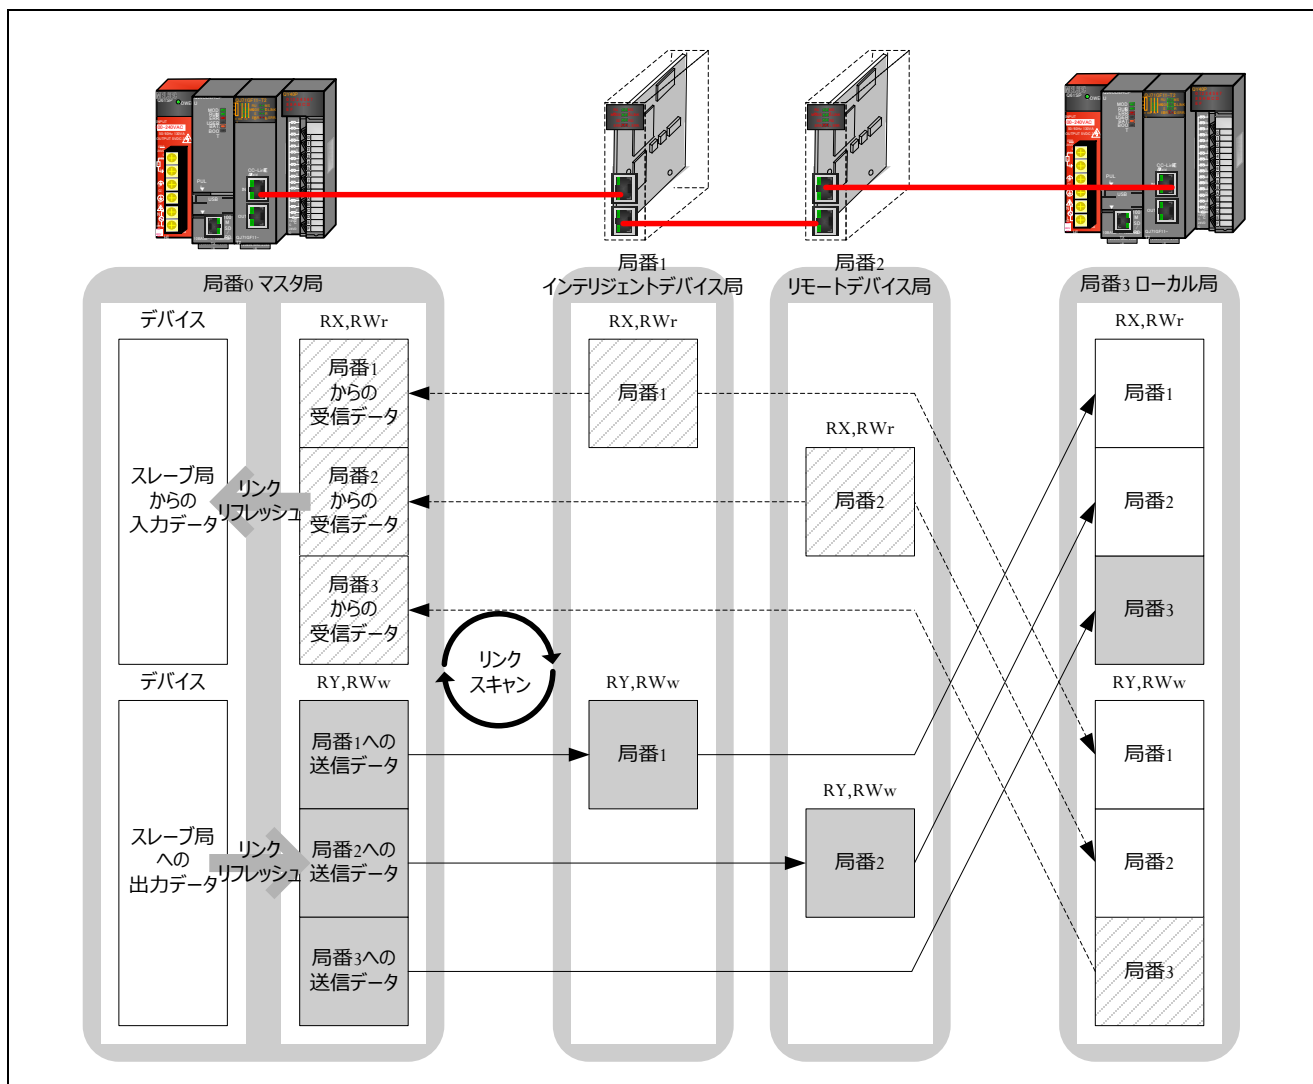 局番0 マスタ局
局番1
インテリジェントデバイス局
局番2
リモートデバイス局
局番3 ローカル局
デバイス
RX,RWr
スレーブ局
からの
入力データ
リンク
リフレッシュ
局番1
からの
受信データ
局番2
からの
受信データ
局番3
からの
受信データ
デバイス
RY,RWw
スレーブ局
への
出力データ
リンク
リフレッシュ
局番1への
送信データ
局番2への
送信データ
局番3への
送信データ
リンク
スキャン
RX,RWr
局番1
RY,RWw
局番1
RX,RWr
局番2
RY,RWw
局番2
RX,RWr
局番1
局番2
局番3
RY,RWw
局番1
局番2
局番3